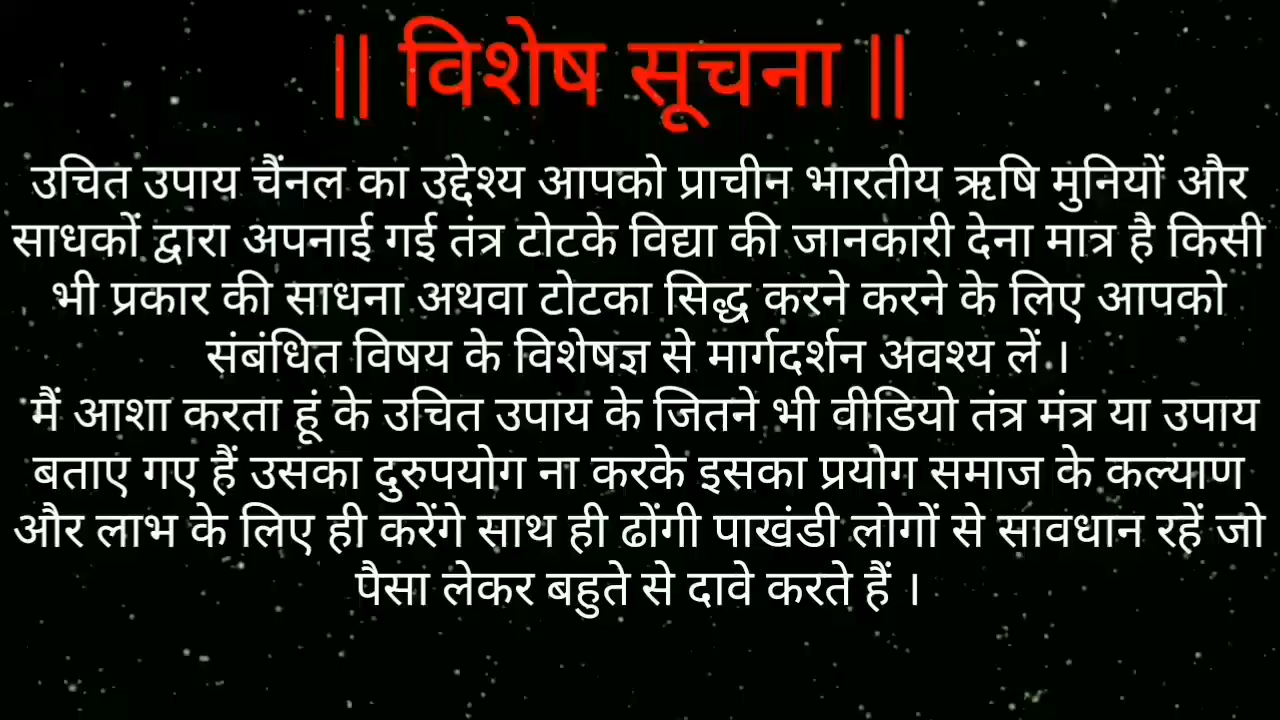 || विशेष सूचना ||
उचित उपाय चैंनल का उद्देश्य आपको प्राचीन भारतीय ऋषि मुनियों और
साधकों द्वारा अपनाई गई तंत्र टोटके विद्या की जानकारी देना मात्र है किसी
भी प्रकार की साधना अथवा टोटका सिद्ध करने करने के लिए आपको
संबंधित विषय के विशेषज्ञ से मार्गदर्शन अवश्य लें ।
मैं आशा करता हूं के उचित उपाय के जितने भी वीडियो तंत्र मंत्र या उपाय
बताए गए हैं उसका दुरुपयोग ना करके इसका प्रयोग समाज के कल्याण
और लाभ के लिए ही करेंगे साथ ही ढोंगी पाखंडी लोगों से सावधान रहें जो
पैसा लेकर बहुते से दावे करते हैं ।